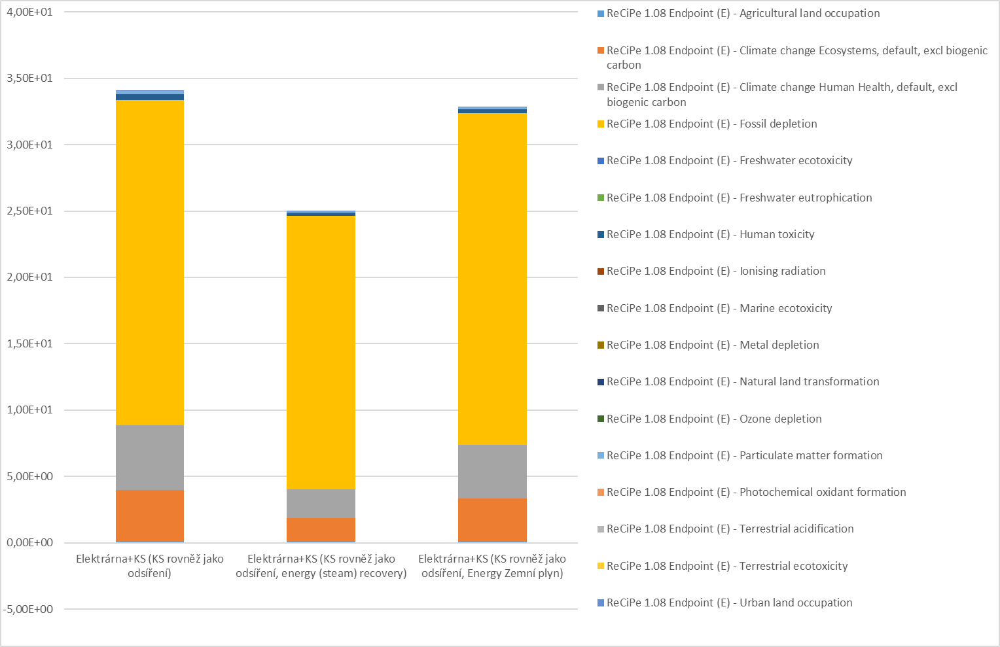 4,00E+01
3,50E+01
3,00E+01
2,50E+01
2,00E+01
1,50E+01
1,00E+01
5,00E+00
0,00E+00
-5,00E+00
Elektrárna+KS (KS rovněž jako
odsíření)
Elektrárna+KS (KS rovněž jako
odsíření, energy (steam) recovery)
Elektrárna+KS (KS rovněž jako
odsíření, Energy Zemní plyn)
ReCiPe 1.08 Endpoint (E) - Agricultural land occupation
ReCiPe 1.08 Endpoint (E) - Climate change Ecosystems, default, excl biogenic
carbon
ReCiPe 1.08 Endpoint (E) - Climate change Human Health, default, excl
biogenic carbon
ReCiPe 1.08 Endpoint (E) - Fossil depletion
ReCiPe 1.08 Endpoint (E) - Freshwater ecotoxicity
ReCiPe 1.08 Endpoint (E) - Freshwater eutrophication
ReCiPe 1.08 Endpoint (E) - Human toxicity
ReCiPe 1.08 Endpoint (E) - Ionising radiation
ReCiPe 1.08 Endpoint (E) - Marine ecotoxicity
ReCiPe 1.08 Endpoint (E) - Metal depletion
ReCiPe 1.08 Endpoint (E) - Natural land transformation
ReCiPe 1.08 Endpoint (E) - Ozone depletion
ReCiPe 1.08 Endpoint (E) - Particulate matter formation
ReCiPe 1.08 Endpoint (E) - Photochemical oxidant formation
ReCiPe 1.08 Endpoint (E) - Terrestrial acidification
ReCiPe 1.08 Endpoint (E) - Terrestrial ecotoxicity
ReCiPe 1.08 Endpoint (E) - Urban land occupation